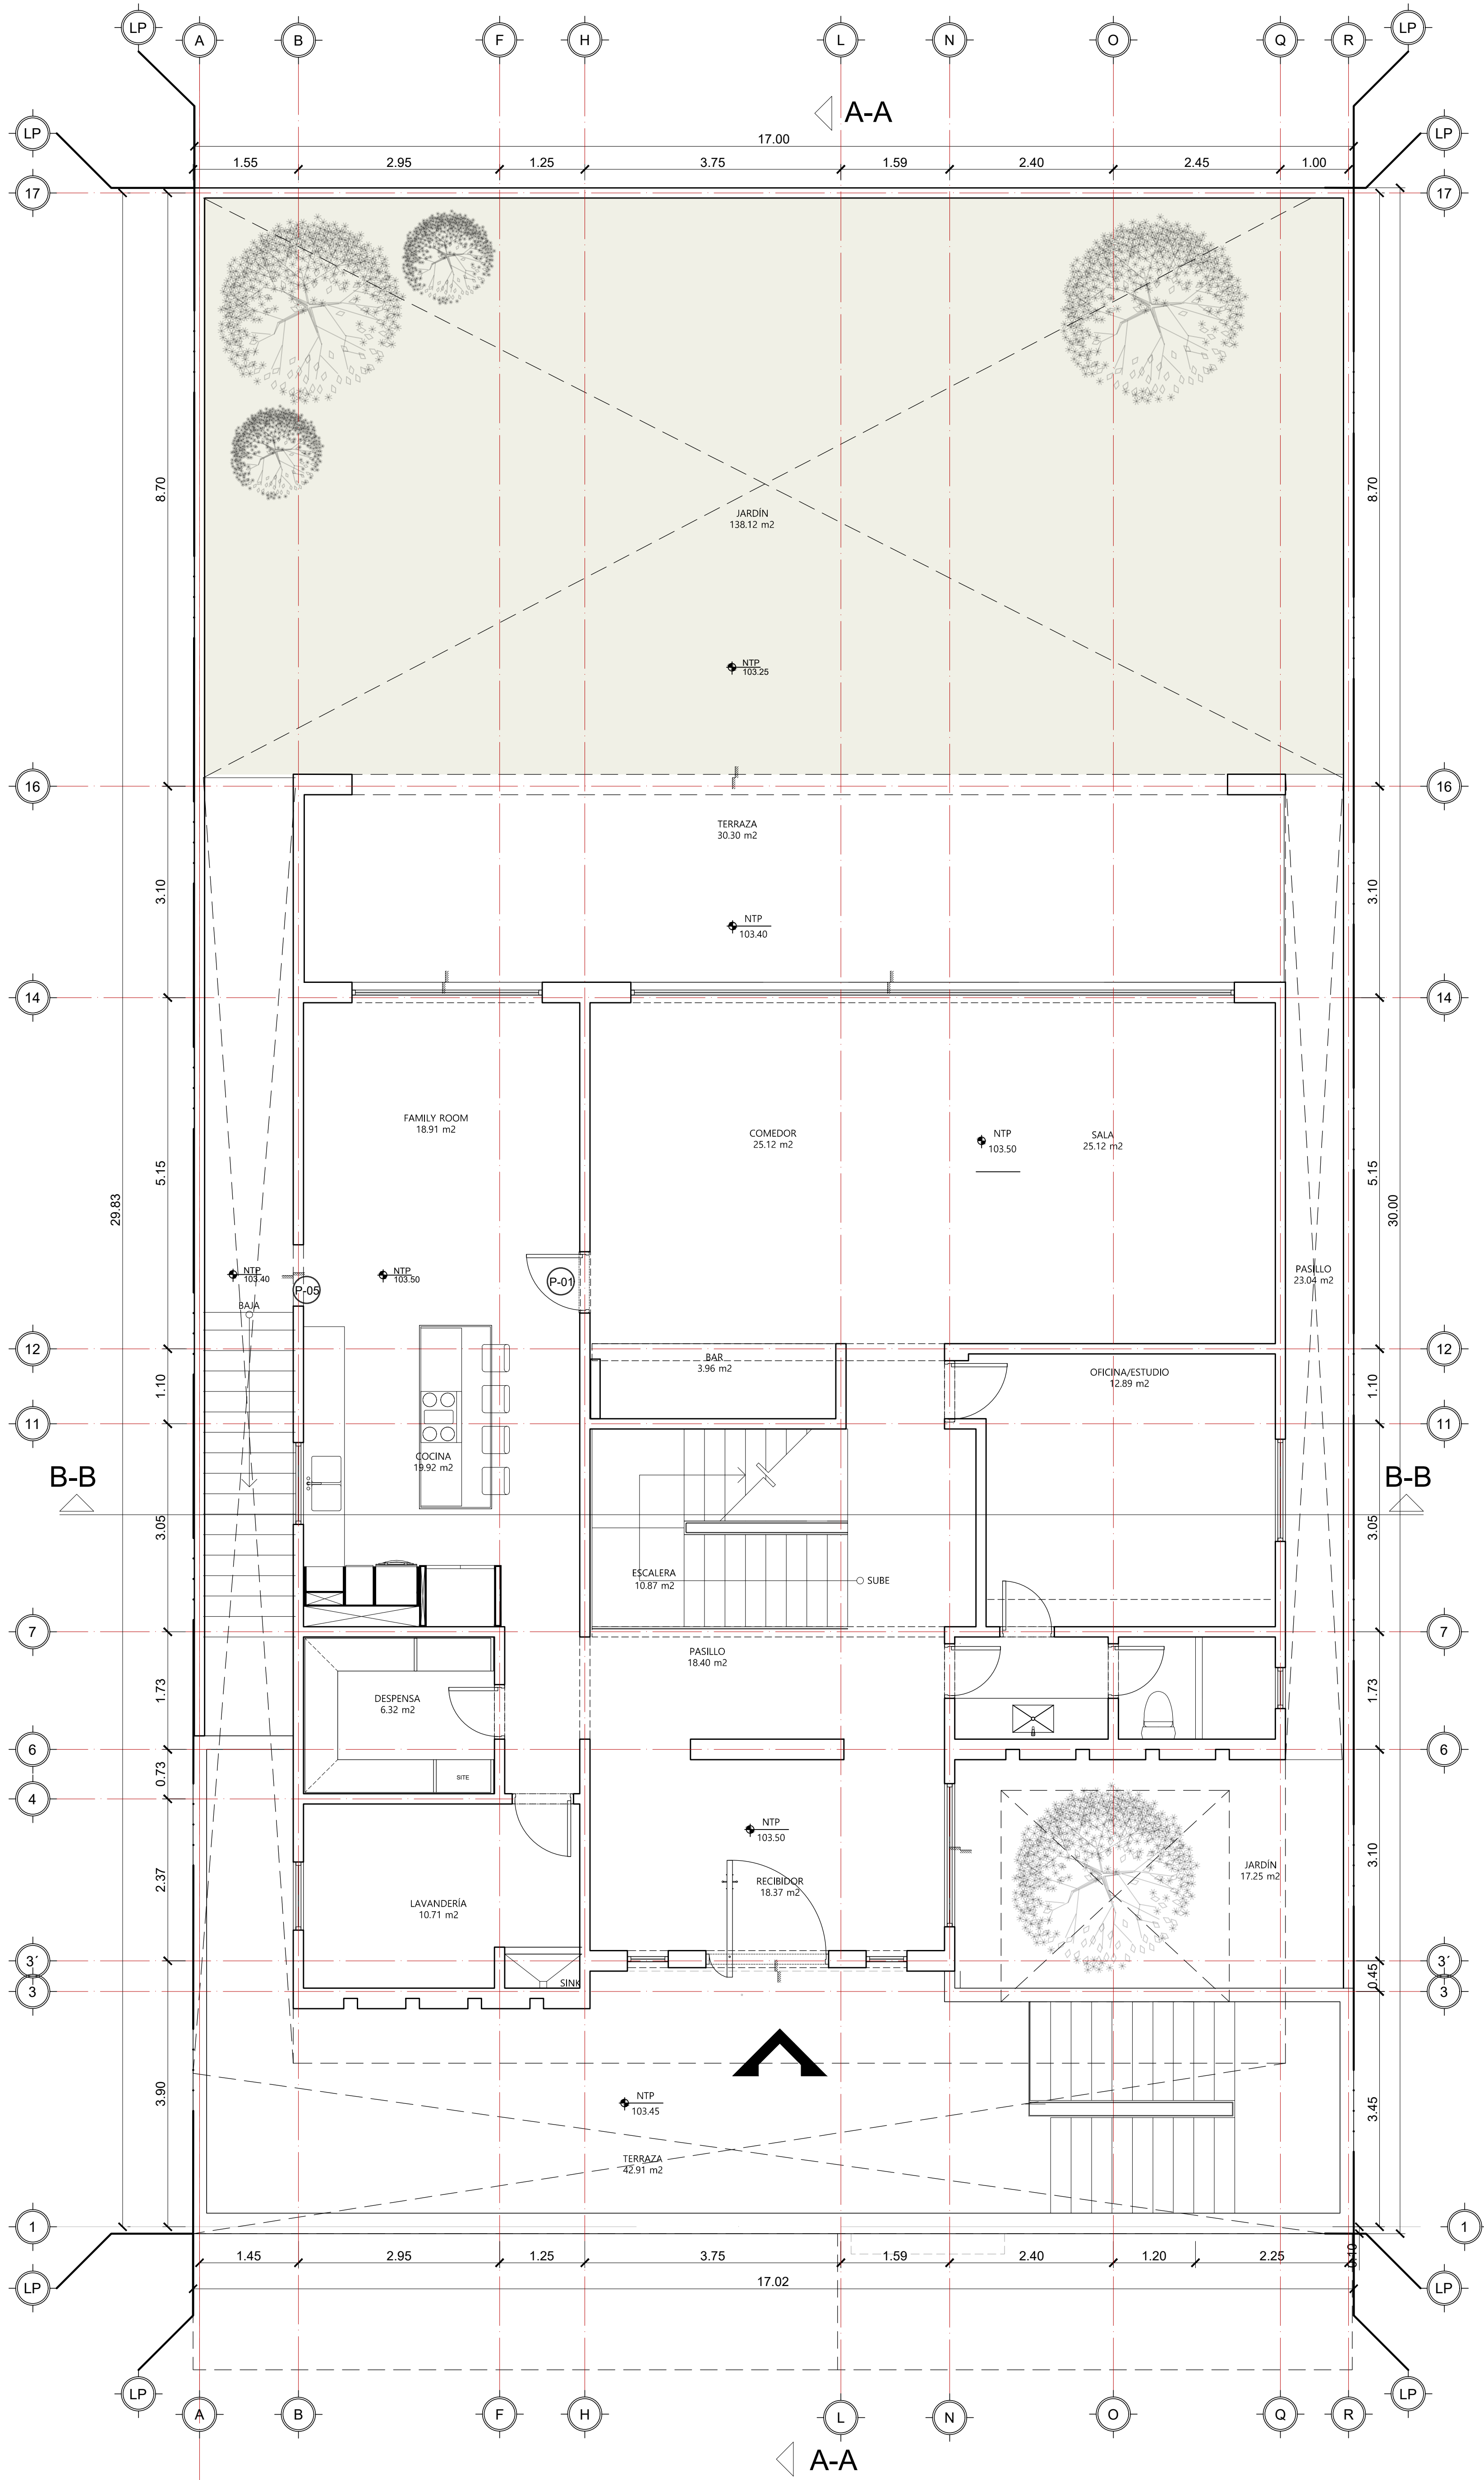 LP
A
B
F
H
L
N
O
Q
R
LP
A-A
LP
17.00
LP
1.55
2.95
1.25
3.75
1.59
2.40
2.45
1.00
17
17
8.70
8.70
JARDÍN
138.12 m2
NTP
103.25
16
16
TERRAZA
30.30 m2
3.10
3.10
NTP
103.40
14
14
FAMILY ROOM
18.91 m2
COMEDOR
25.12 m2
NTP
103.50
SALA
25.12 m2
5.15
5.15
29.83
30.00
NTP
103.40
P-05
NTP
103.50
P-01
PASILLO
23.04 m2
BAJA
12
12
BAR
3.96 m2
OFICINA/ESTUDIO
12.89 m2
1.10
1.10
11
11
COCINA
19.92 m2
B-B
B-B
3.05
3.05
ESCALERA
10.87 m2
SUBE
7
7
PASILLO
18.40 m2
DESPENSA
6.32 m2
1.73
1.73
6
6
0.73
SITE
4
4
NTP
103.50
2.37
3.10
JARDÍN
17.25 m2
RECIBIDOR
18.37 m2
LAVANDERÍA
10.71 m2
3´
3´
SINK
0.45
3
3
3.90
3.45
NTP
103.45
TERRAZA
42.91 m2
1
1
1.45
2.95
1.25
3.75
1.59
2.40
1.20
2.25
0.10
LP
17.02
LP
LP
A
B
F
H
L
N
O
Q
R
LP
A-A